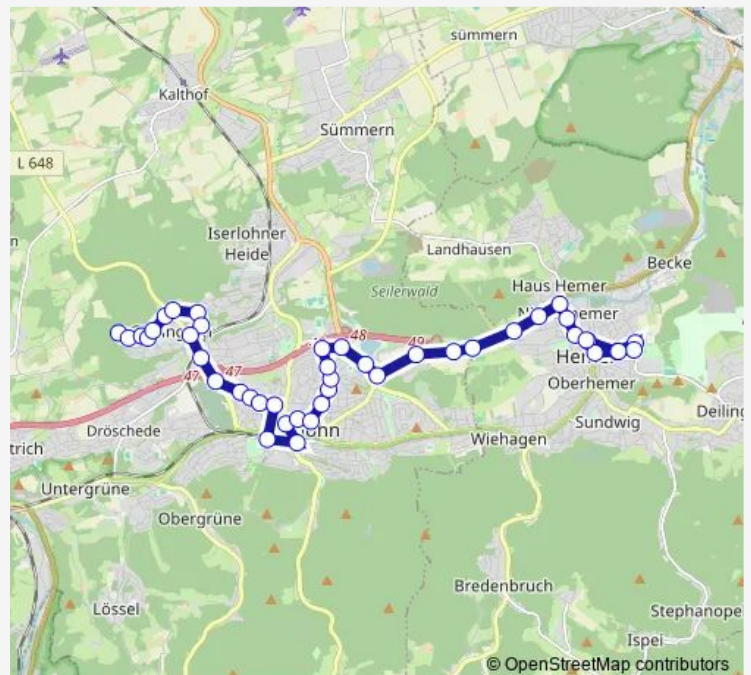 sümmern
Kalthof
Sümmern
L 648
n
Iserlohner
Heide
Landhausen
Becke
Seilerwald
Haus Hemer
48
49
47
47
Oberhemer
Sundwig
Deiling
Dröschede
trich
Wiehagen
Untergrüne
Obergrüne
Bredenbruch
Lössel
Stephanope
Ispei
© OpenStreetMap contributors